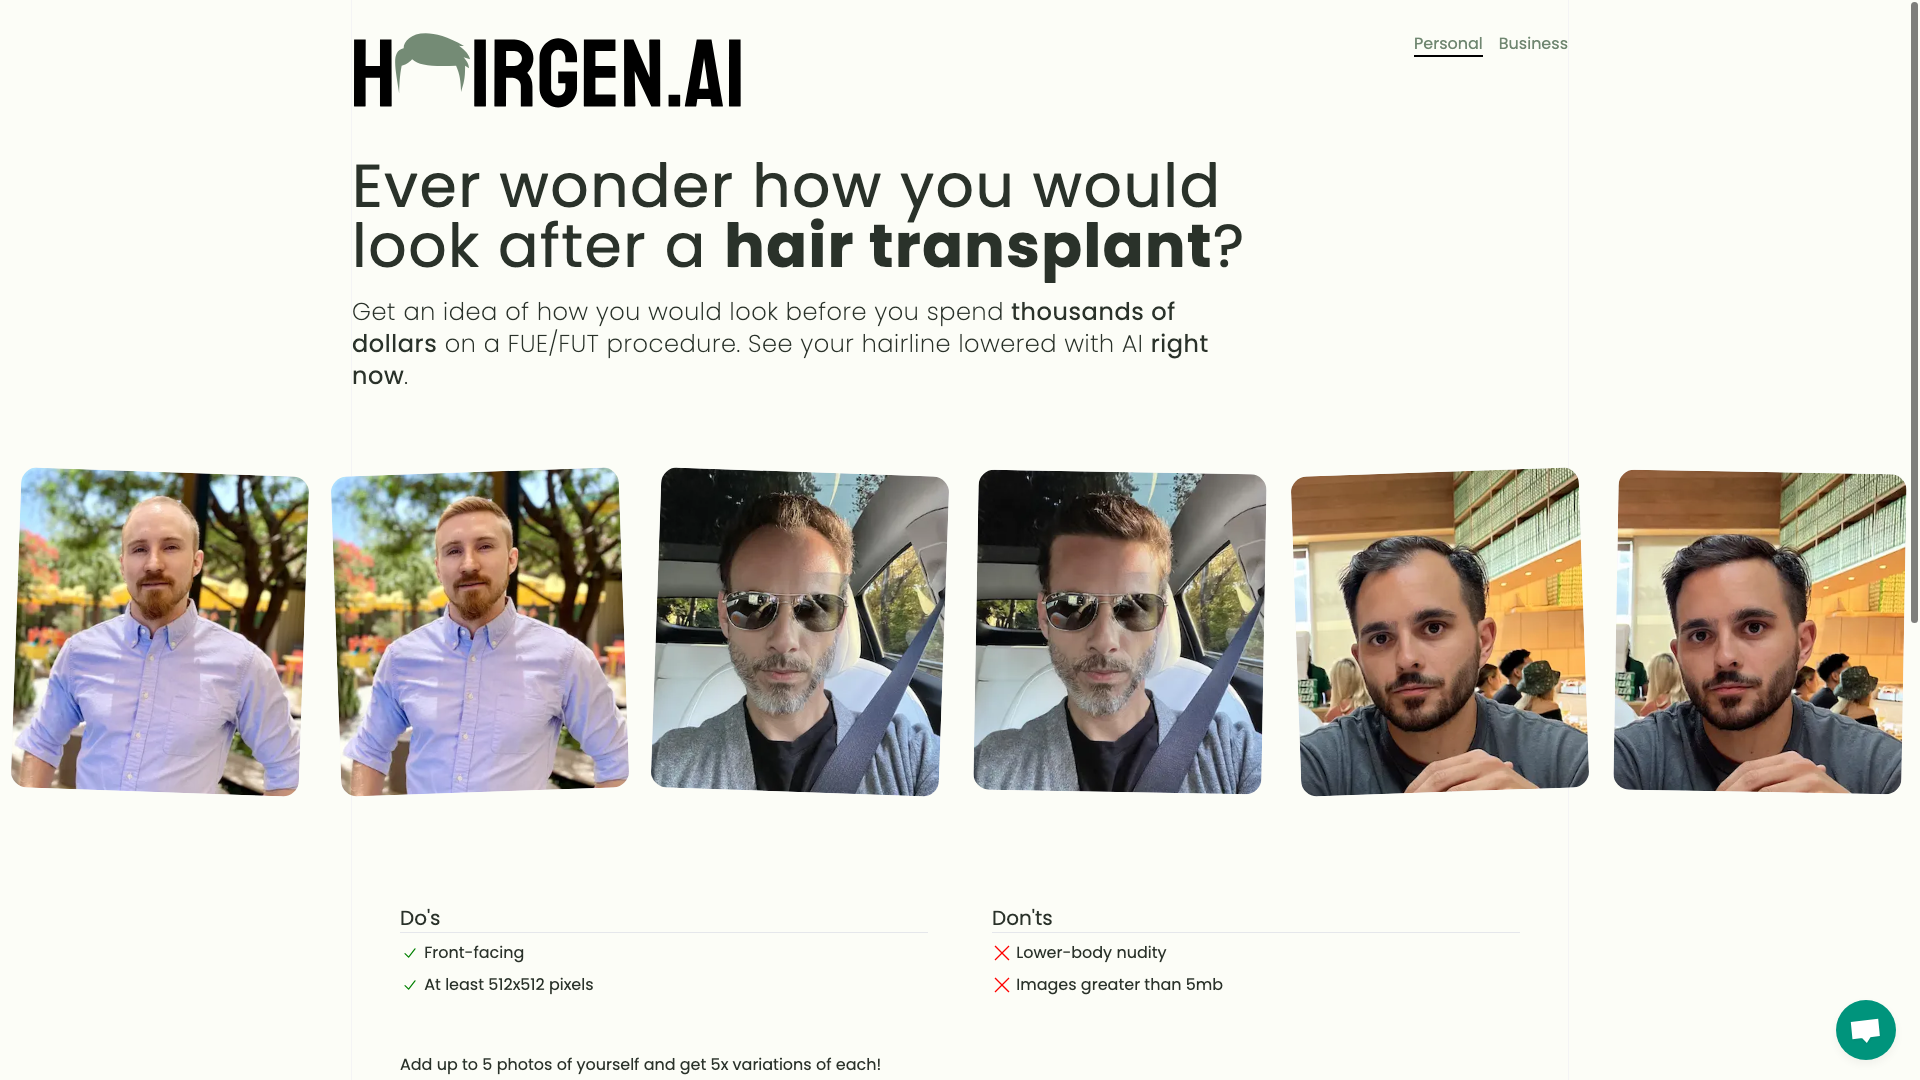 HAIRGEN.AI
Personal Business
Ever wonder how you would
look after a hair transplant?
Get an idea of how you would look before you spend thousands of
dollars on a FUE/FUT procedure. See your hairline lowered with AI right
now.
Do's
Front-facing
At least 512x512 pixels
Don'ts
Lower-body nudity
Images greater than 5mb
Add up to 5 photos of yourself and get 5x variations of each!